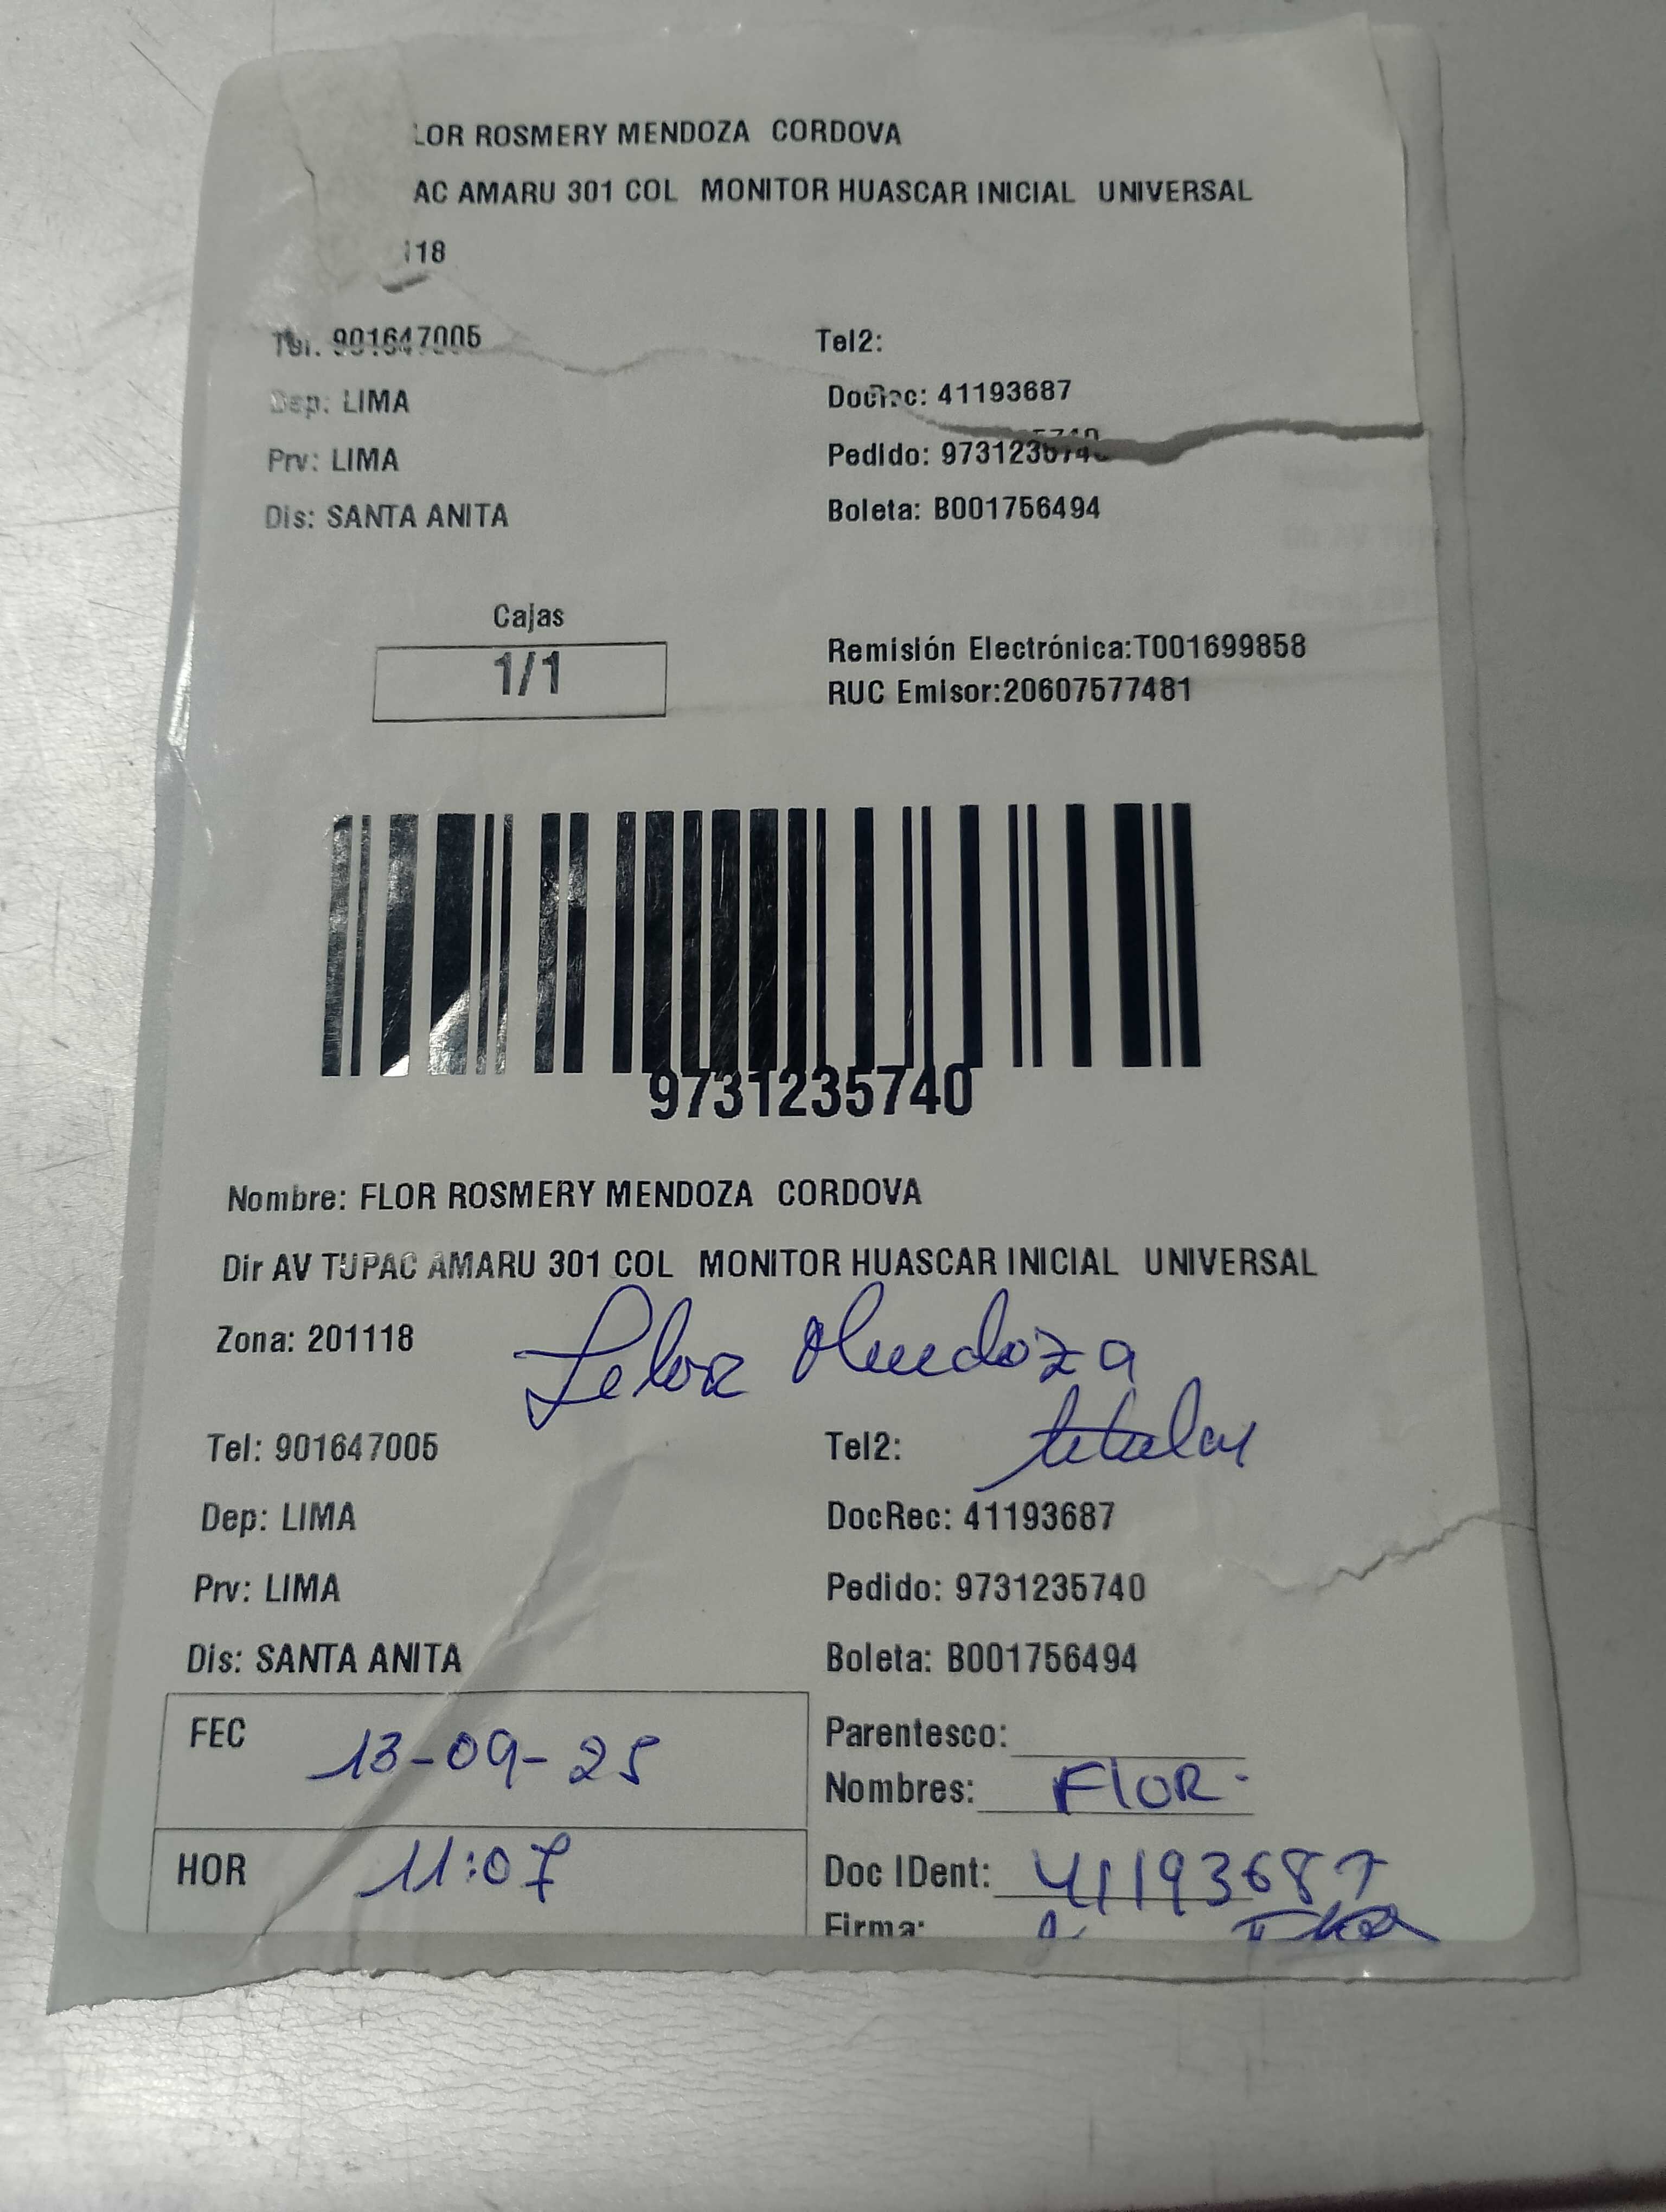 LOR ROSMERY MENDOZA CORDOVA
AC AMARU 301 COL MONITOR HUASCAR INICIAL UNIVERSAL
118
Tel: 901647005 Tel2:
Dep: LIMA DocRec: 41193687
Prv: LIMA Pedido: 9731235740
Dis: SANTA ANITA Boleta: B001756494
Cajas
1/1
Remisión Electrónica:T001699858
RUC Emisor:20607577481
9731235740
Nombre: FLOR ROSMERY MENDOZA CORDOVA
Dir AV TUPAC AMARU 301 COL MONITOR HUASCAR INICIAL UNIVERSAL
Zona: 201118 Mendoza
titular
Tel: 901647005 Tel2:
Dep: LIMA DocRec: 41193687
Prv: LIMA Pedido: 9731235740
Dis: SANTA ANITA Boleta: B001756494
FEC 13-09-25 Parentesco:
Nombres: FlOR.
HOR 11:07 Doc IDent: 41193687
Firma: